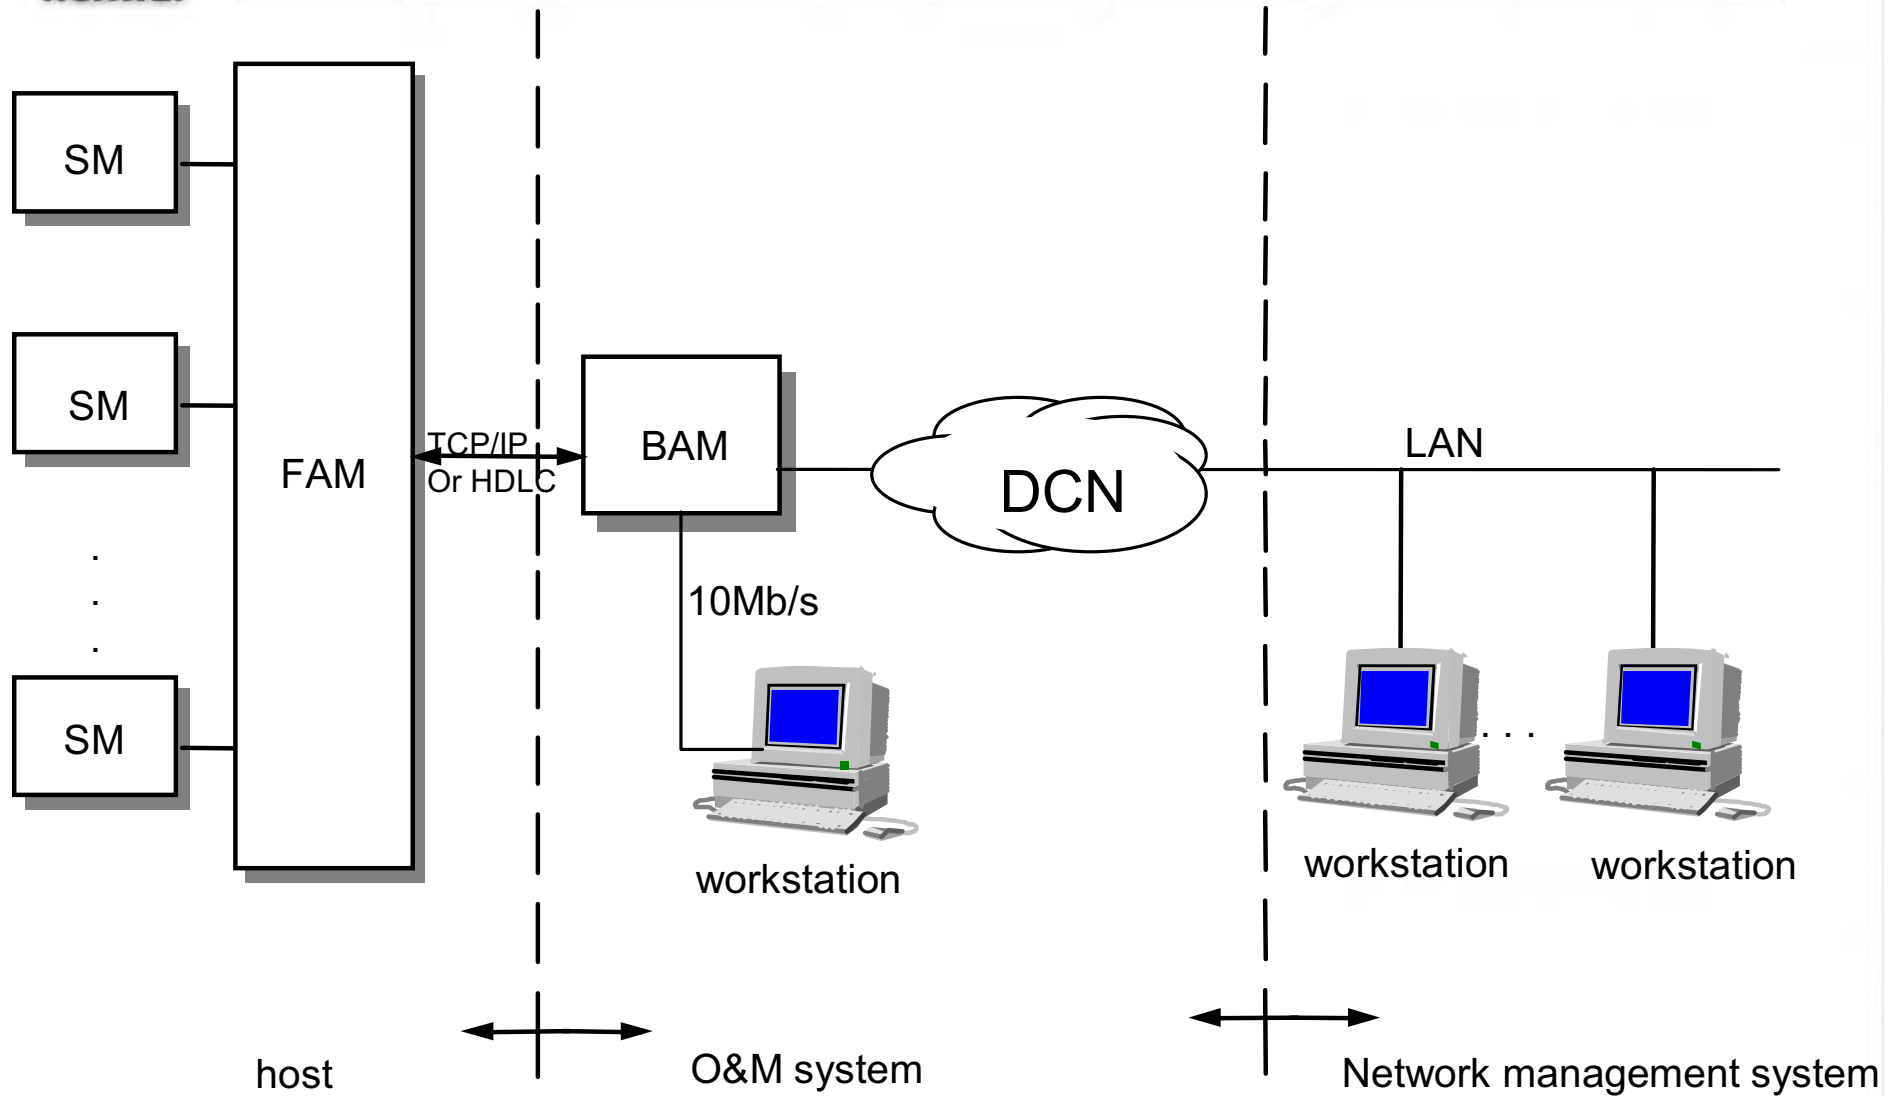 SM
SM
FAM
TCP/IP
Or HDLC
BAM
DCN
LAN
10Mb/s
.
.
.
SM
. . .
workstation
workstation
workstation
host
O&M system
Network management system